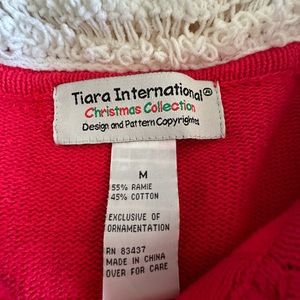 Tiara International®
Christmas Collection
Design and Pattern Copyrighted
M
55% RAMIE
45% COTTON
EXCLUSIVE OF
ORNAMENTATION
RN 83437
MADE IN CHINA
OVER FOR CARE